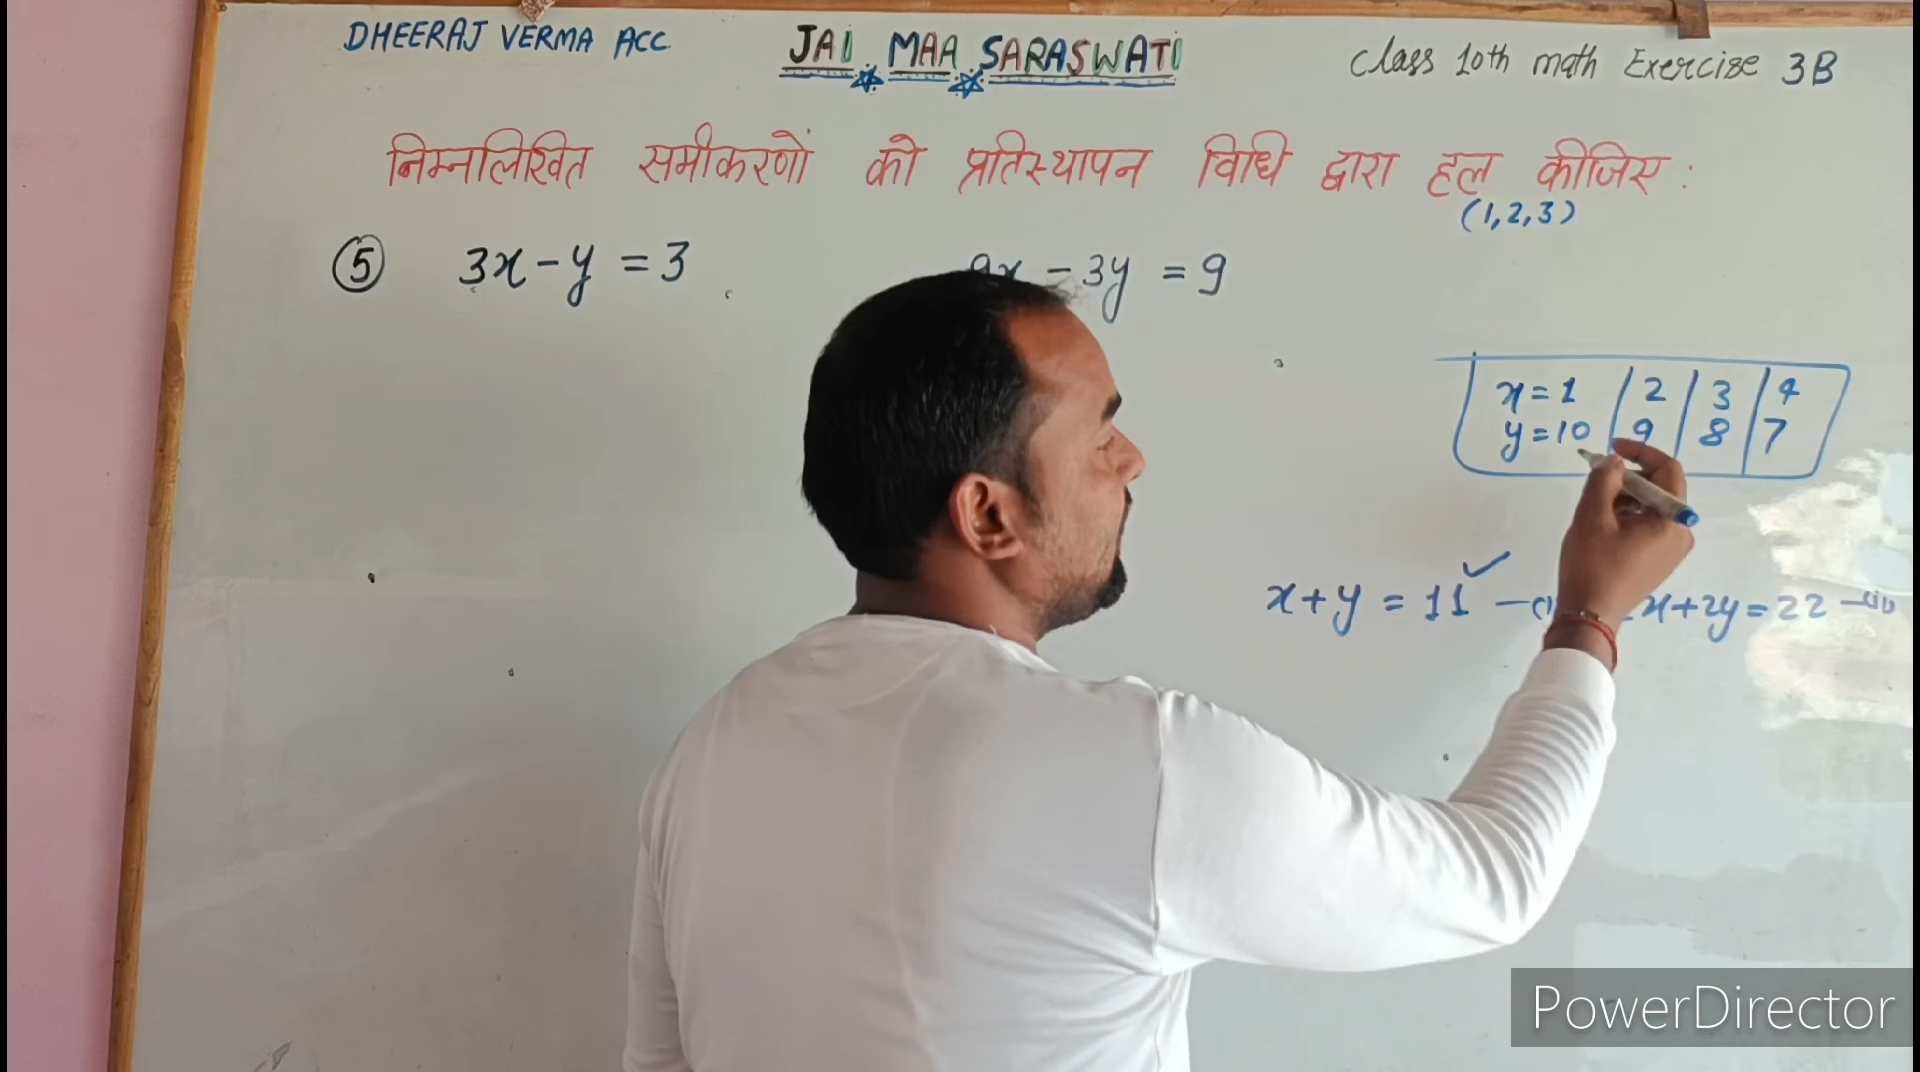 DHEERAJ VERMA ACC
JAI MAA SARASWATI
Class 10th math Exercise 3B
निम्नलिखित समीकरणों को प्रतिस्थापन विधि द्वारा हल कीजिए :
(1,2,3)
5 3x - y = 3
9x - 3y = 9
x = 1 | 2 | 3 | 4
y = 10 | 9 | 8 | 7
x + y = 11 ✓
x + 2y = 22
PowerDirector